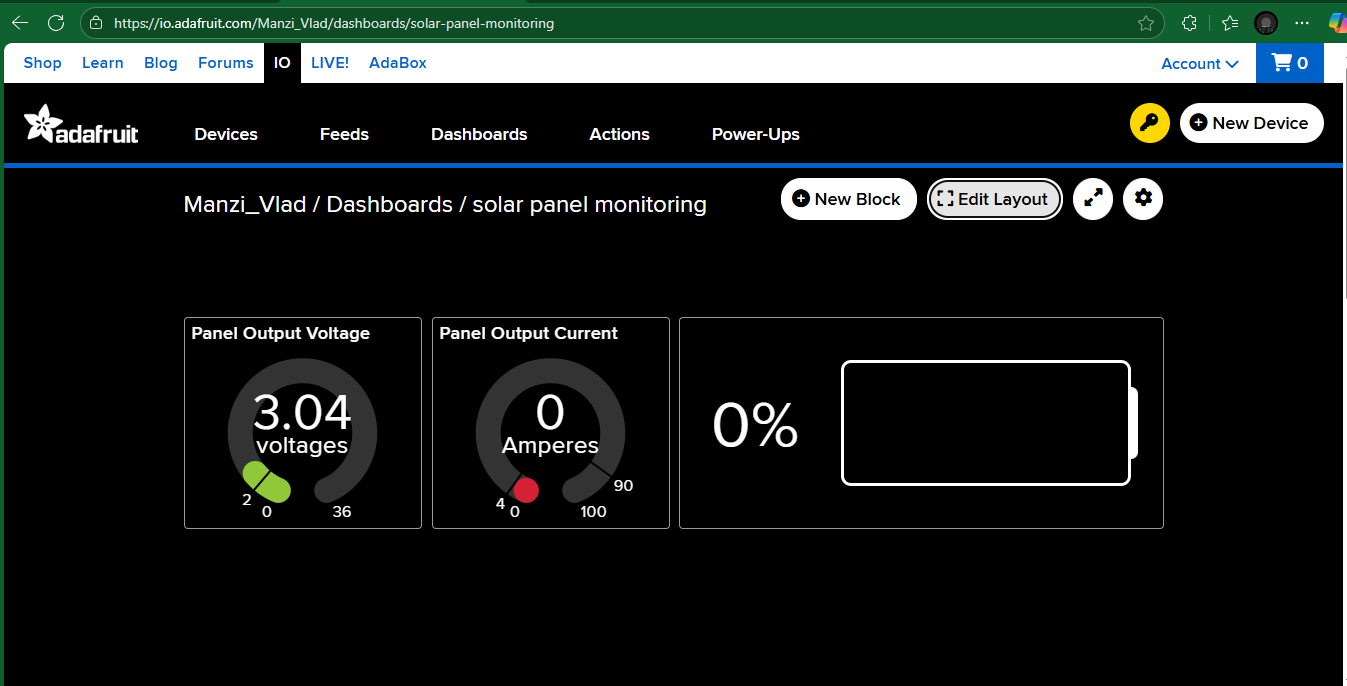 https://io.adafruit.com/Manzi_Vlad/dashboards/solar-panel-monitoring
Shop Learn Blog Forums IO LIVE! AdaBox Account 0
adafruit Devices Feeds Dashboards Actions Power-Ups New Device
Manzi_Vlad / Dashboards / solar panel monitoring New Block Edit Layout
Panel Output Voltage
3.04
voltages
2
0
36
Panel Output Current
0
Amperes
4
0
90
100
0%